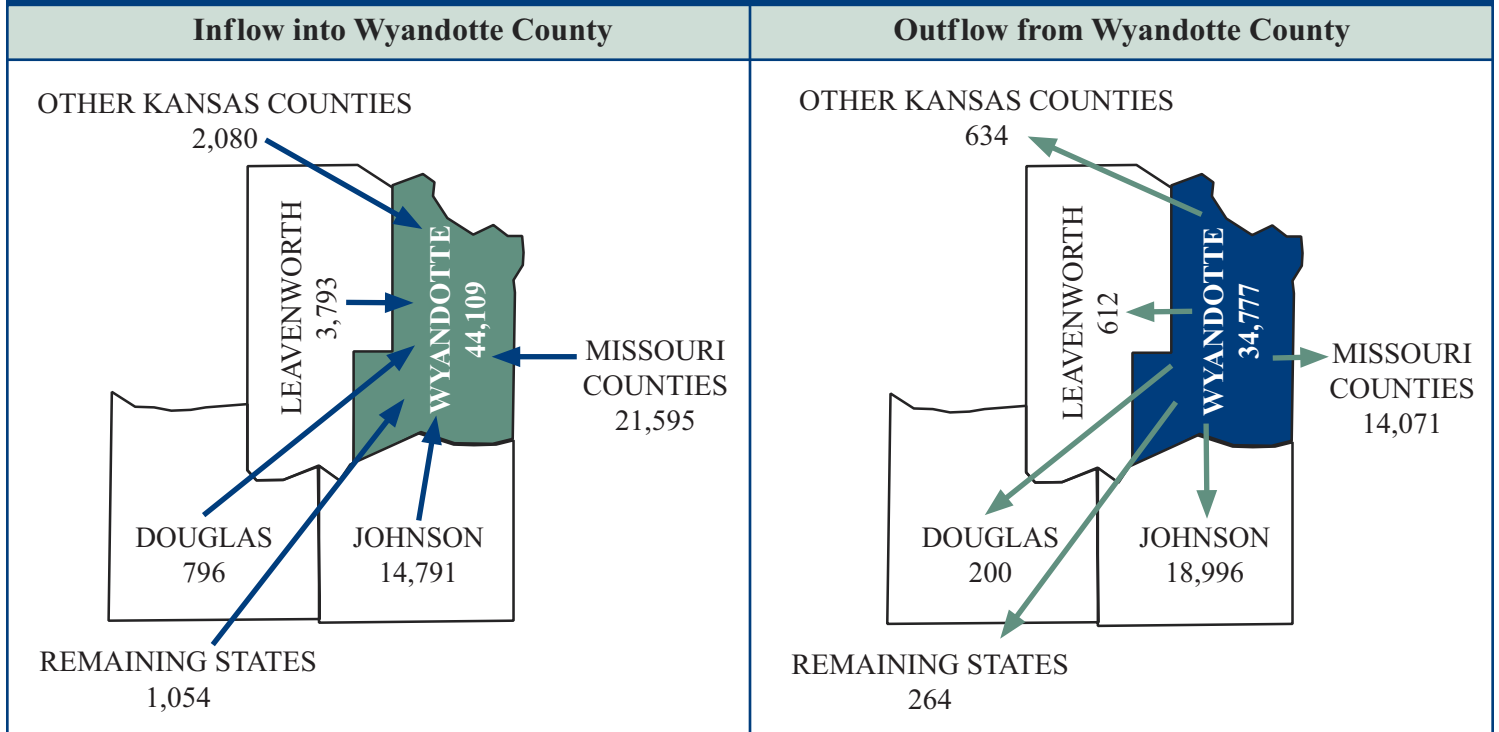 Inflow into Wyandotte County
OTHER KANSAS COUNTIES
2,080
LEAVENWORTH
3,793
WYANDOTTE
44,109
MISSOURI
COUNTIES
21,595
DOUGLAS
796
JOHNSON
14,791
REMAINING STATES
1,054
Outflow from Wyandotte County
OTHER KANSAS COUNTIES
634
LEAVENWORTH
612
WYANDOTTE
34,777
MISSOURI
COUNTIES
14,071
DOUGLAS
200
JOHNSON
18,996
REMAINING STATES
264